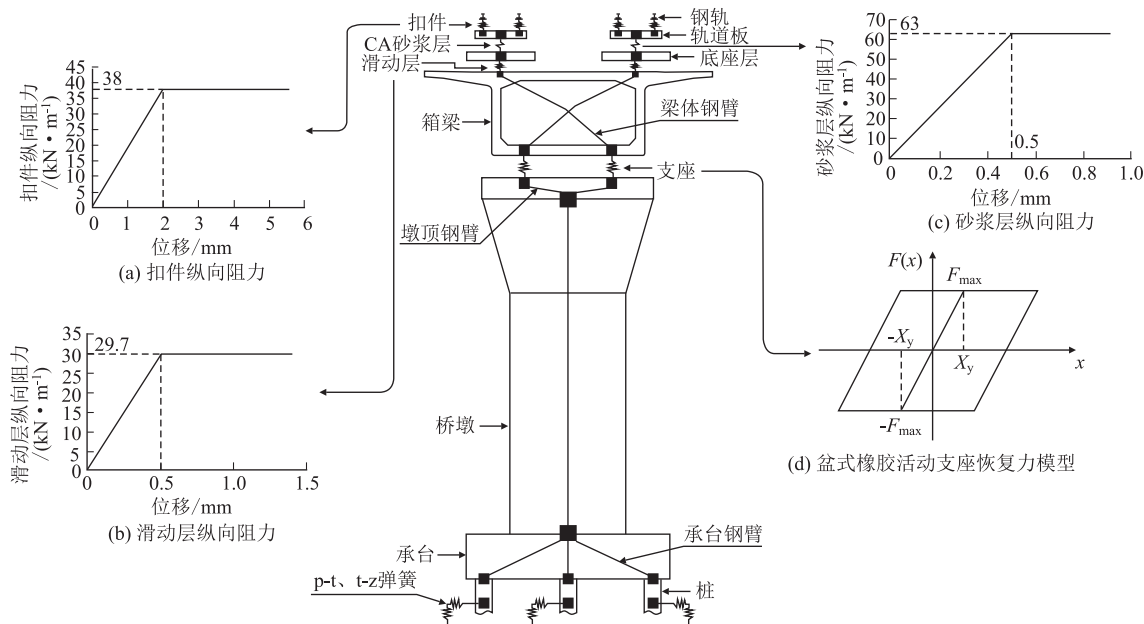 扣件
CA砂浆层
滑动层
钢轨
轨道板
底座层
箱梁
梁体钢臂
支座
墩顶钢臂
桥墩
承台
承台钢臂
p-t、t-z弹簧
桩
扣件纵向阻力
/(kN·m⁻¹)
45
40
35
30
25
20
15
10
5
0
38
0 1 2 3 4 5 6
位移/mm
(a) 扣件纵向阻力
滑动层纵向阻力
/(kN·m⁻¹)
35
30
25
20
15
10
5
0
29.7
0 0.5 1.0 1.5
位移/mm
(b) 滑动层纵向阻力
砂浆层纵向阻力
/(kN·m⁻¹)
70
60
50
40
30
20
10
0
63
0.5
0 0.2 0.4 0.6 0.8 1.0
位移/mm
(c) 砂浆层纵向阻力
F(x)
Fmax
-Xy
Xy
x
-Fmax
(d) 盆式橡胶活动支座恢复力模型